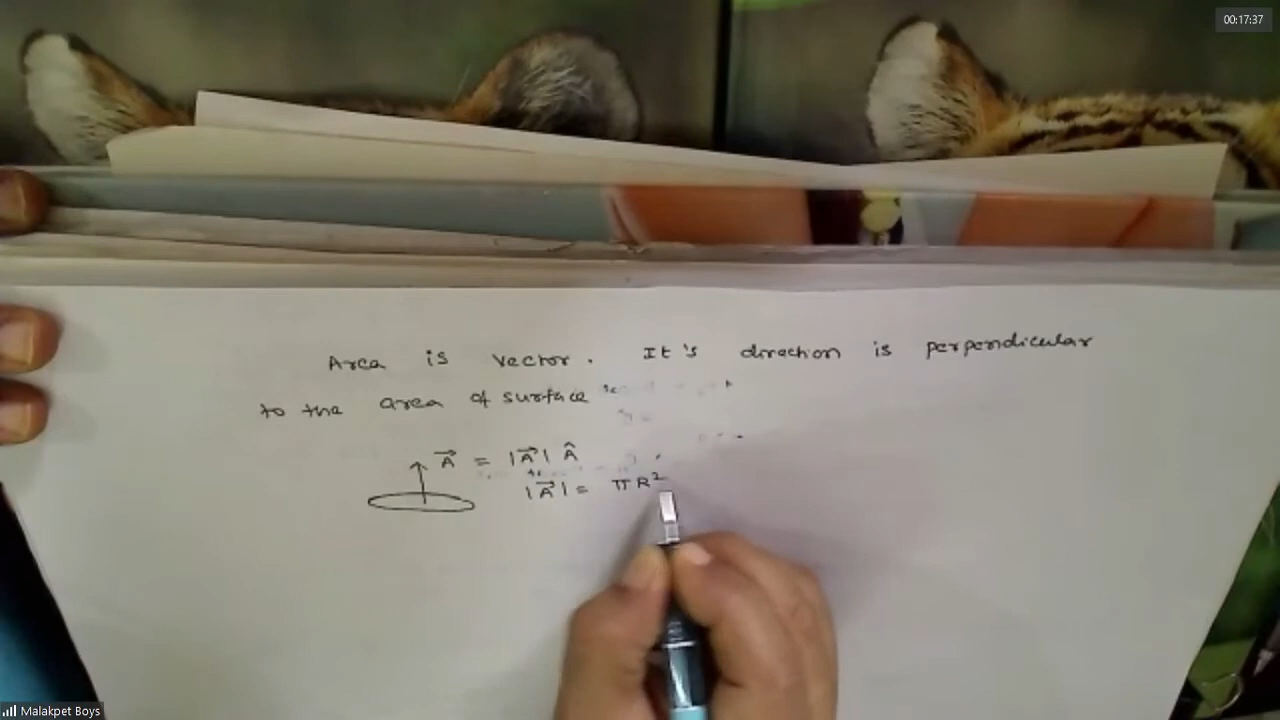 00:17:37
Area is vector. It's direction is perpendicular
to the area of surface
A⃗ = |A⃗| Â
|A⃗| = πR²
Malakpet Boys